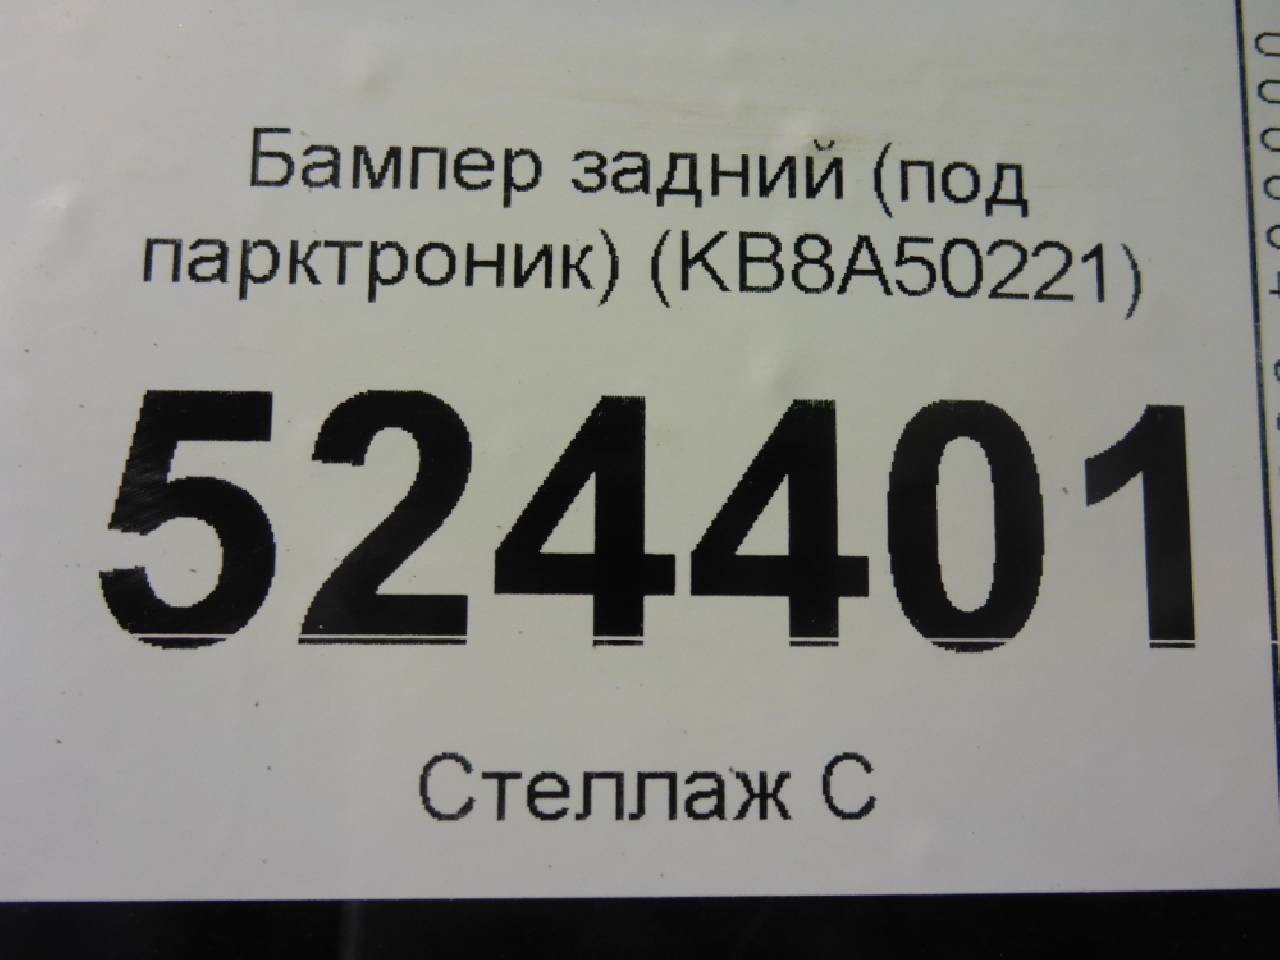 Бампер задний (под
парктроник) (KB8A50221)
524401
Стеллаж С